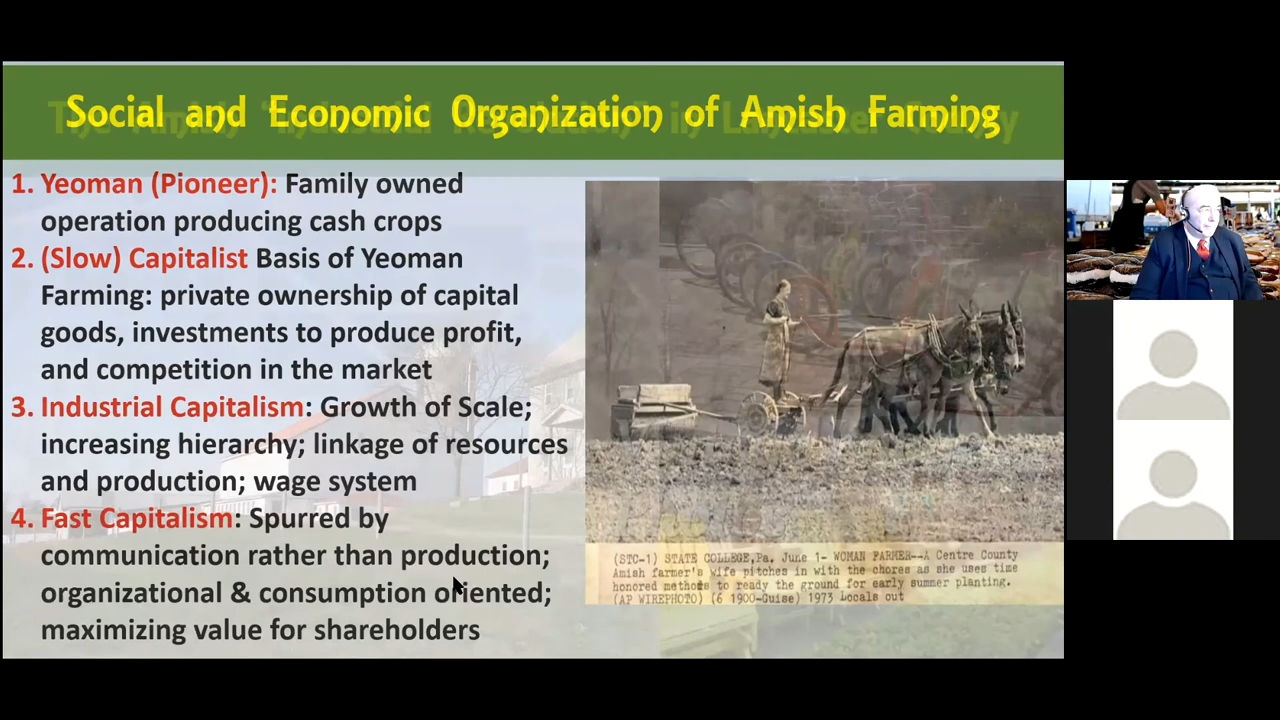 Social and Economic Organization of Amish Farming
1. Yeoman (Pioneer): Family owned
operation producing cash crops
2. (Slow) Capitalist Basis of Yeoman
Farming: private ownership of capital
goods, investments to produce profit,
and competition in the market
3. Industrial Capitalism: Growth of Scale;
increasing hierarchy; linkage of resources
and production; wage system
4. Fast Capitalism: Spurred by
communication rather than production;
organizational & consumption oriented;
maximizing value for shareholders
(STC-1) STATE COLLEGE,Pa. June 1- WOMAN FARMER--A Centre County
Amish farmer's wife pitches in with the chores as she uses time
honored methods to ready the ground for early summer planting.
(AP WIREPHOTO) (6 1900-Guise) 1973 Locals out